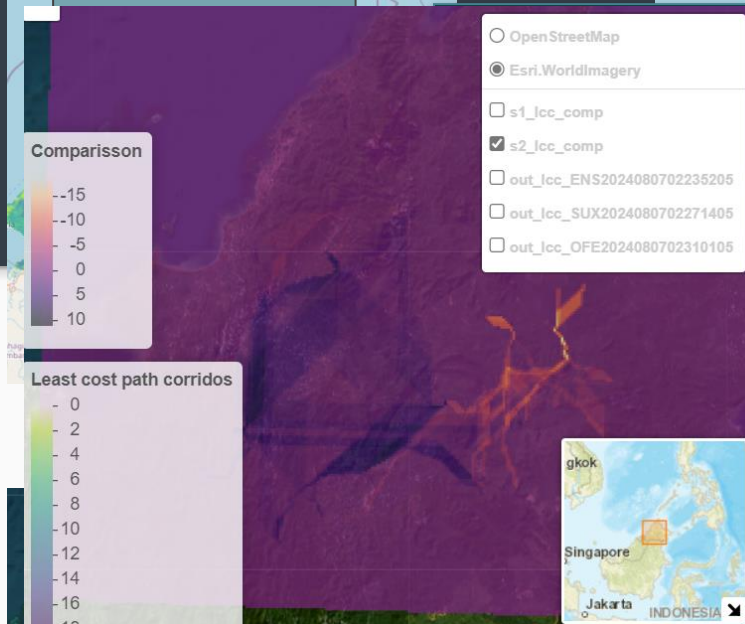 OpenStreetMap
Esri.WorldImagery
s1_lcc_comp
s2_lcc_comp
out_lcc_ENS2024080702235205
out_lcc_SUX2024080702271405
out_lcc_OFE2024080702310105
Comparisson
--15
-10
-5
0
5
10
Least cost path corridos
0
2
4
6
8
10
12
14
16
gkok
Singapore
Jakarta
INDONESIA